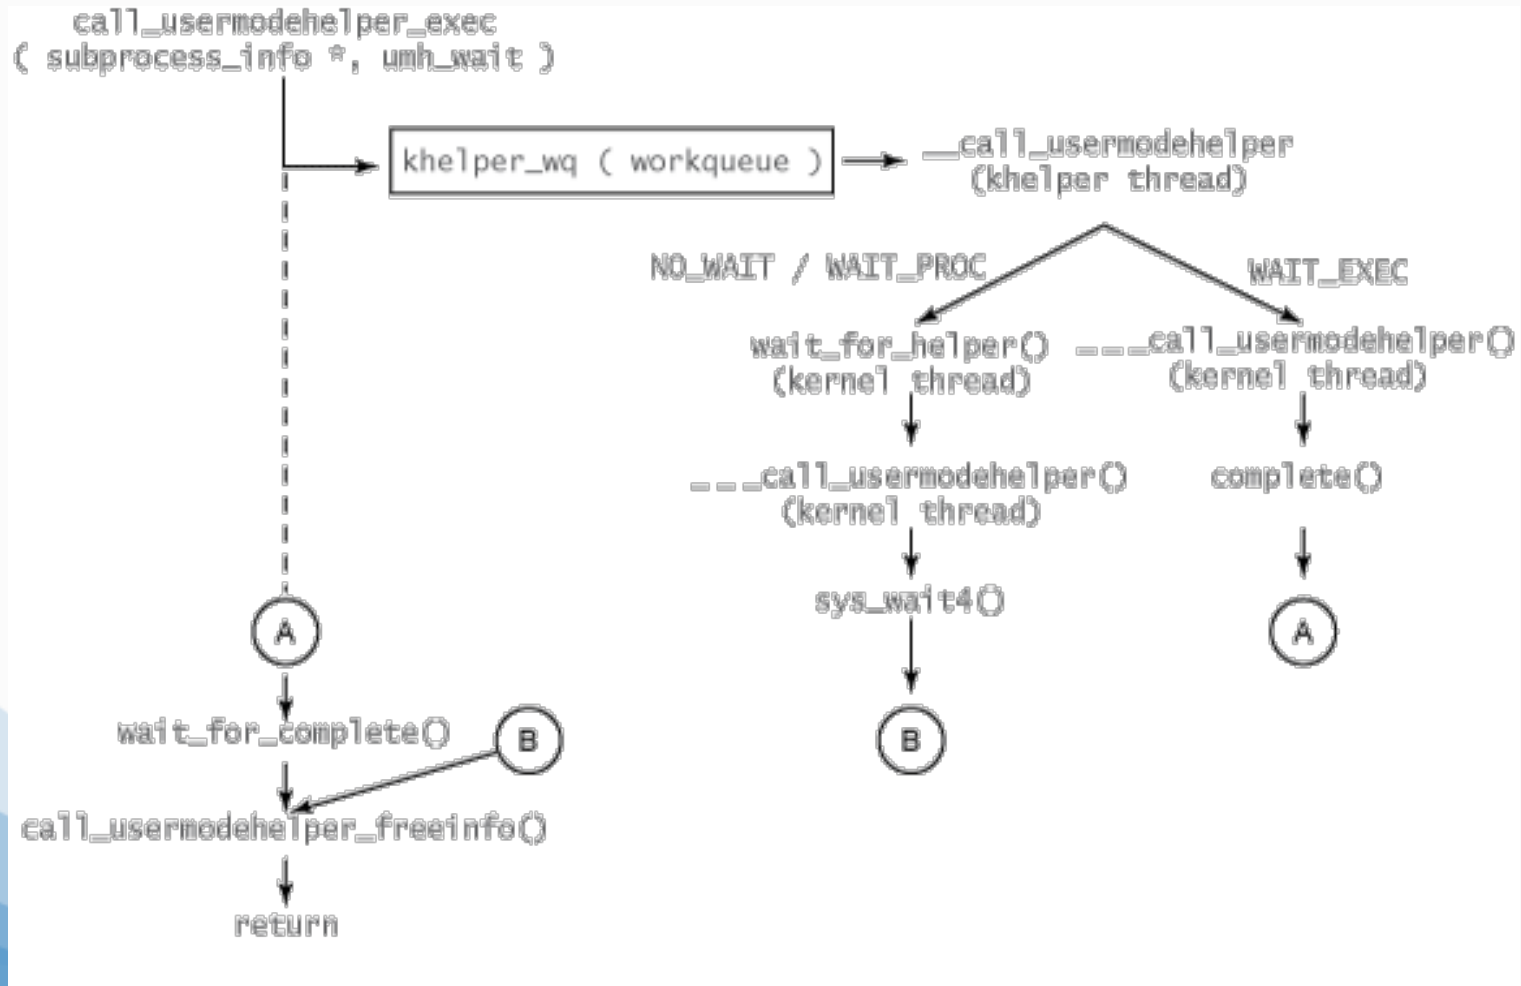 call_usermodehelper_exec
( subprocess_info *, umh_wait )
khelper_wq ( workqueue )
__call_usermodehelper
(khelper thread)
NO_WAIT / WAIT_PROC
WAIT_EXEC
wait_for_helper()
(kernel thread)
___call_usermodehelper()
(kernel thread)
___call_usermodehelper()
(kernel thread)
complete()
sys_wait4()
A
A
wait_for_complete()
B
B
call_usermodehelper_freeinfo()
return